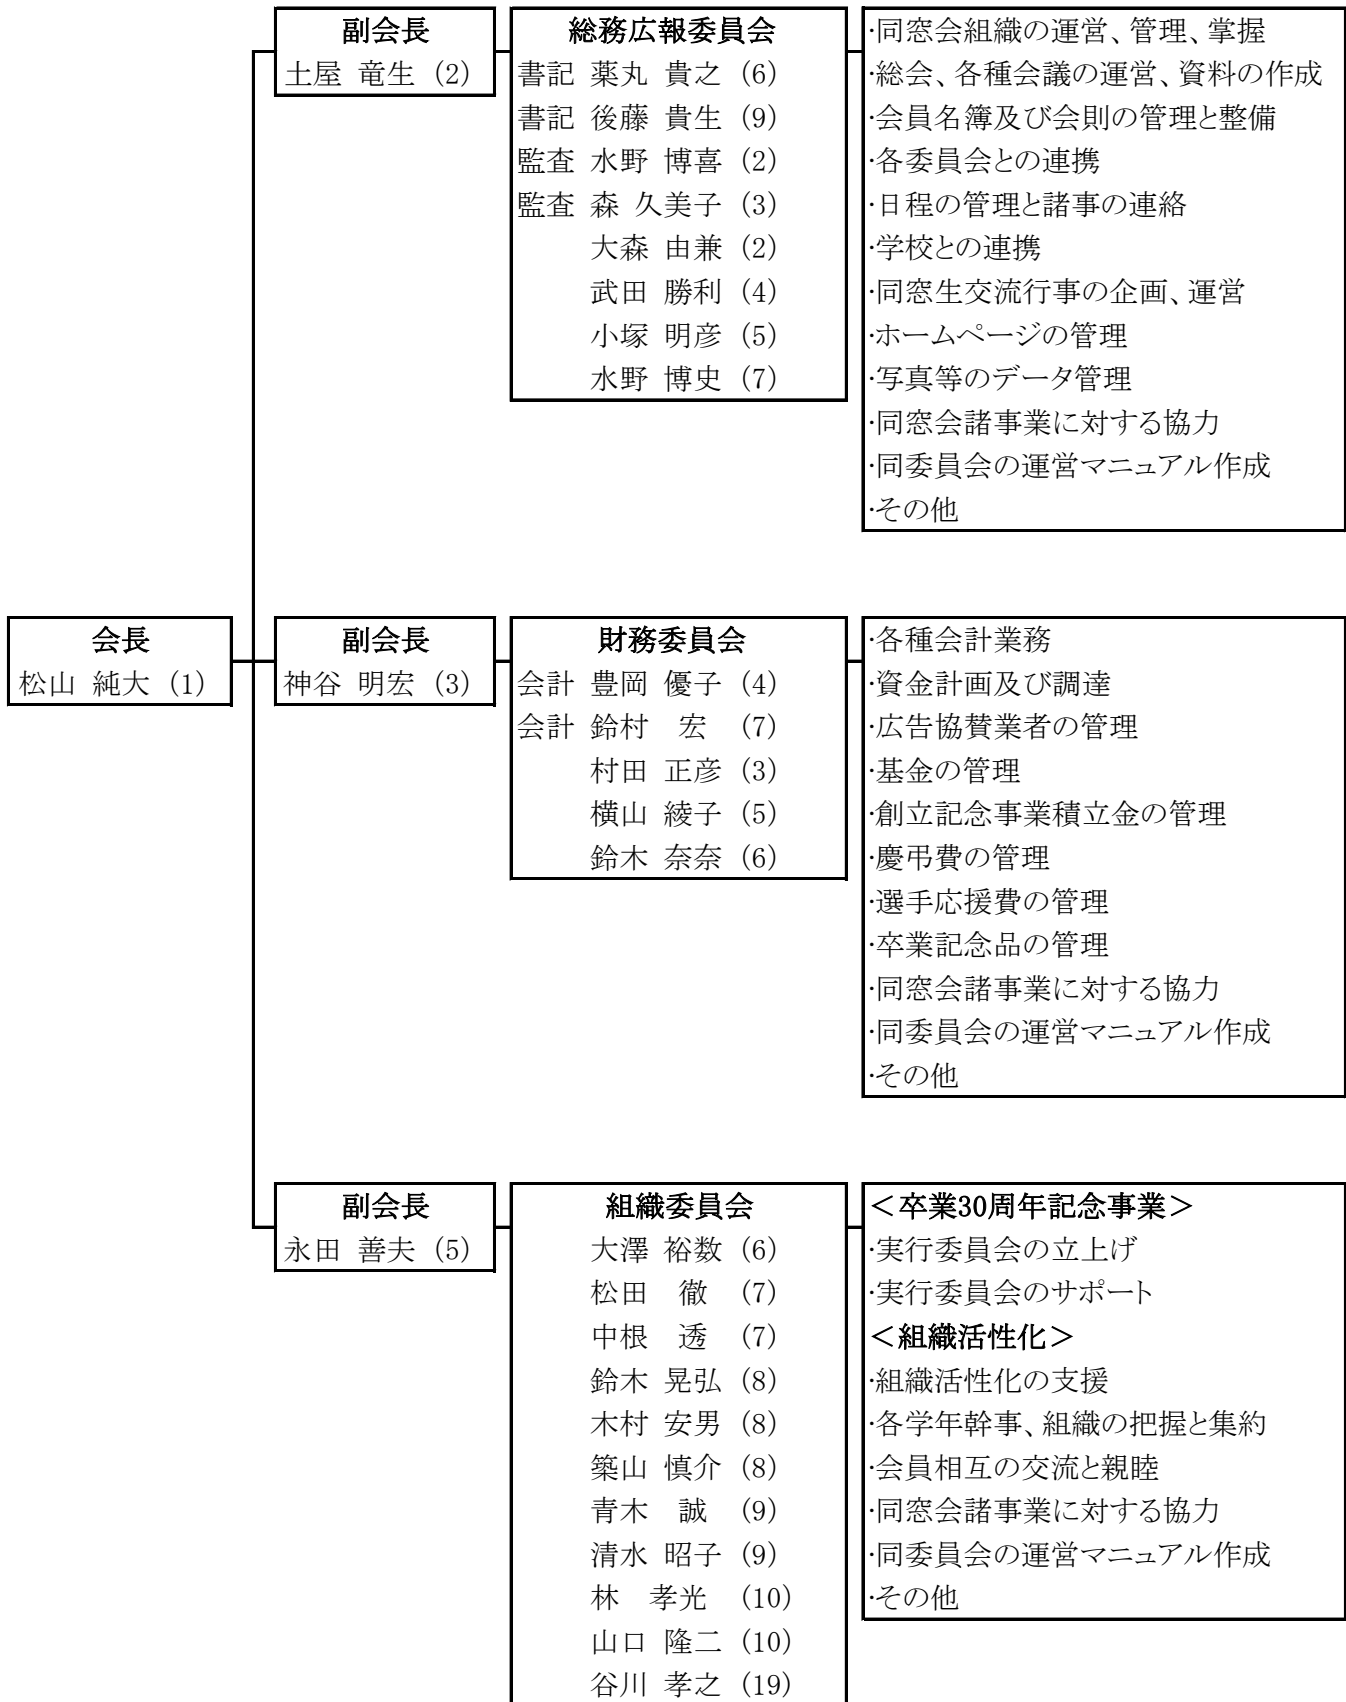 副会長
土屋 竜生 (2)
総務広報委員会
書記 薬丸 貴之 (6)
書記 後藤 貴生 (9)
監査 水野 博喜 (2)
監査 森 久美子 (3)
大森 由兼 (2)
武田 勝利 (4)
小塚 明彦 (5)
水野 博史 (7)
·同窓会組織の運営、管理、掌握
·総会、各種会議の運営、資料の作成
·会員名簿及び会則の管理と整備
·各委員会との連携
·日程の管理と諸事の連絡
·学校との連携
·同窓生交流行事の企画、運営
·ホームページの管理
·写真等のデータ管理
·同窓会諸事業に対する協力
·同委員会の運営マニュアル作成
·その他
会長
松山 純大 (1)
副会長
神谷 明宏 (3)
財務委員会
会計 豊岡 優子 (4)
会計 鈴村 宏 (7)
村田 正彦 (3)
横山 綾子 (5)
鈴木 奈奈 (6)
·各種会計業務
·資金計画及び調達
·広告協賛業者の管理
·基金の管理
·創立記念事業積立金の管理
·慶弔費の管理
·選手応援費の管理
·卒業記念品の管理
·同窓会諸事業に対する協力
·同委員会の運営マニュアル作成
·その他
副会長
永田 善夫 (5)
組織委員会
大澤 裕数 (6)
松田 徹 (7)
中根 透 (7)
鈴木 晃弘 (8)
木村 安男 (8)
築山 慎介 (8)
青木 誠 (9)
清水 昭子 (9)
林 孝光 (10)
山口 隆二 (10)
谷川 孝之 (19)
＜卒業30周年記念事業＞
·実行委員会の立上げ
·実行委員会のサポート
＜組織活性化＞
·組織活性化の支援
·各学年幹事、組織の把握と集約
·会員相互の交流と親睦
·同窓会諸事業に対する協力
·同委員会の運営マニュアル作成
·その他